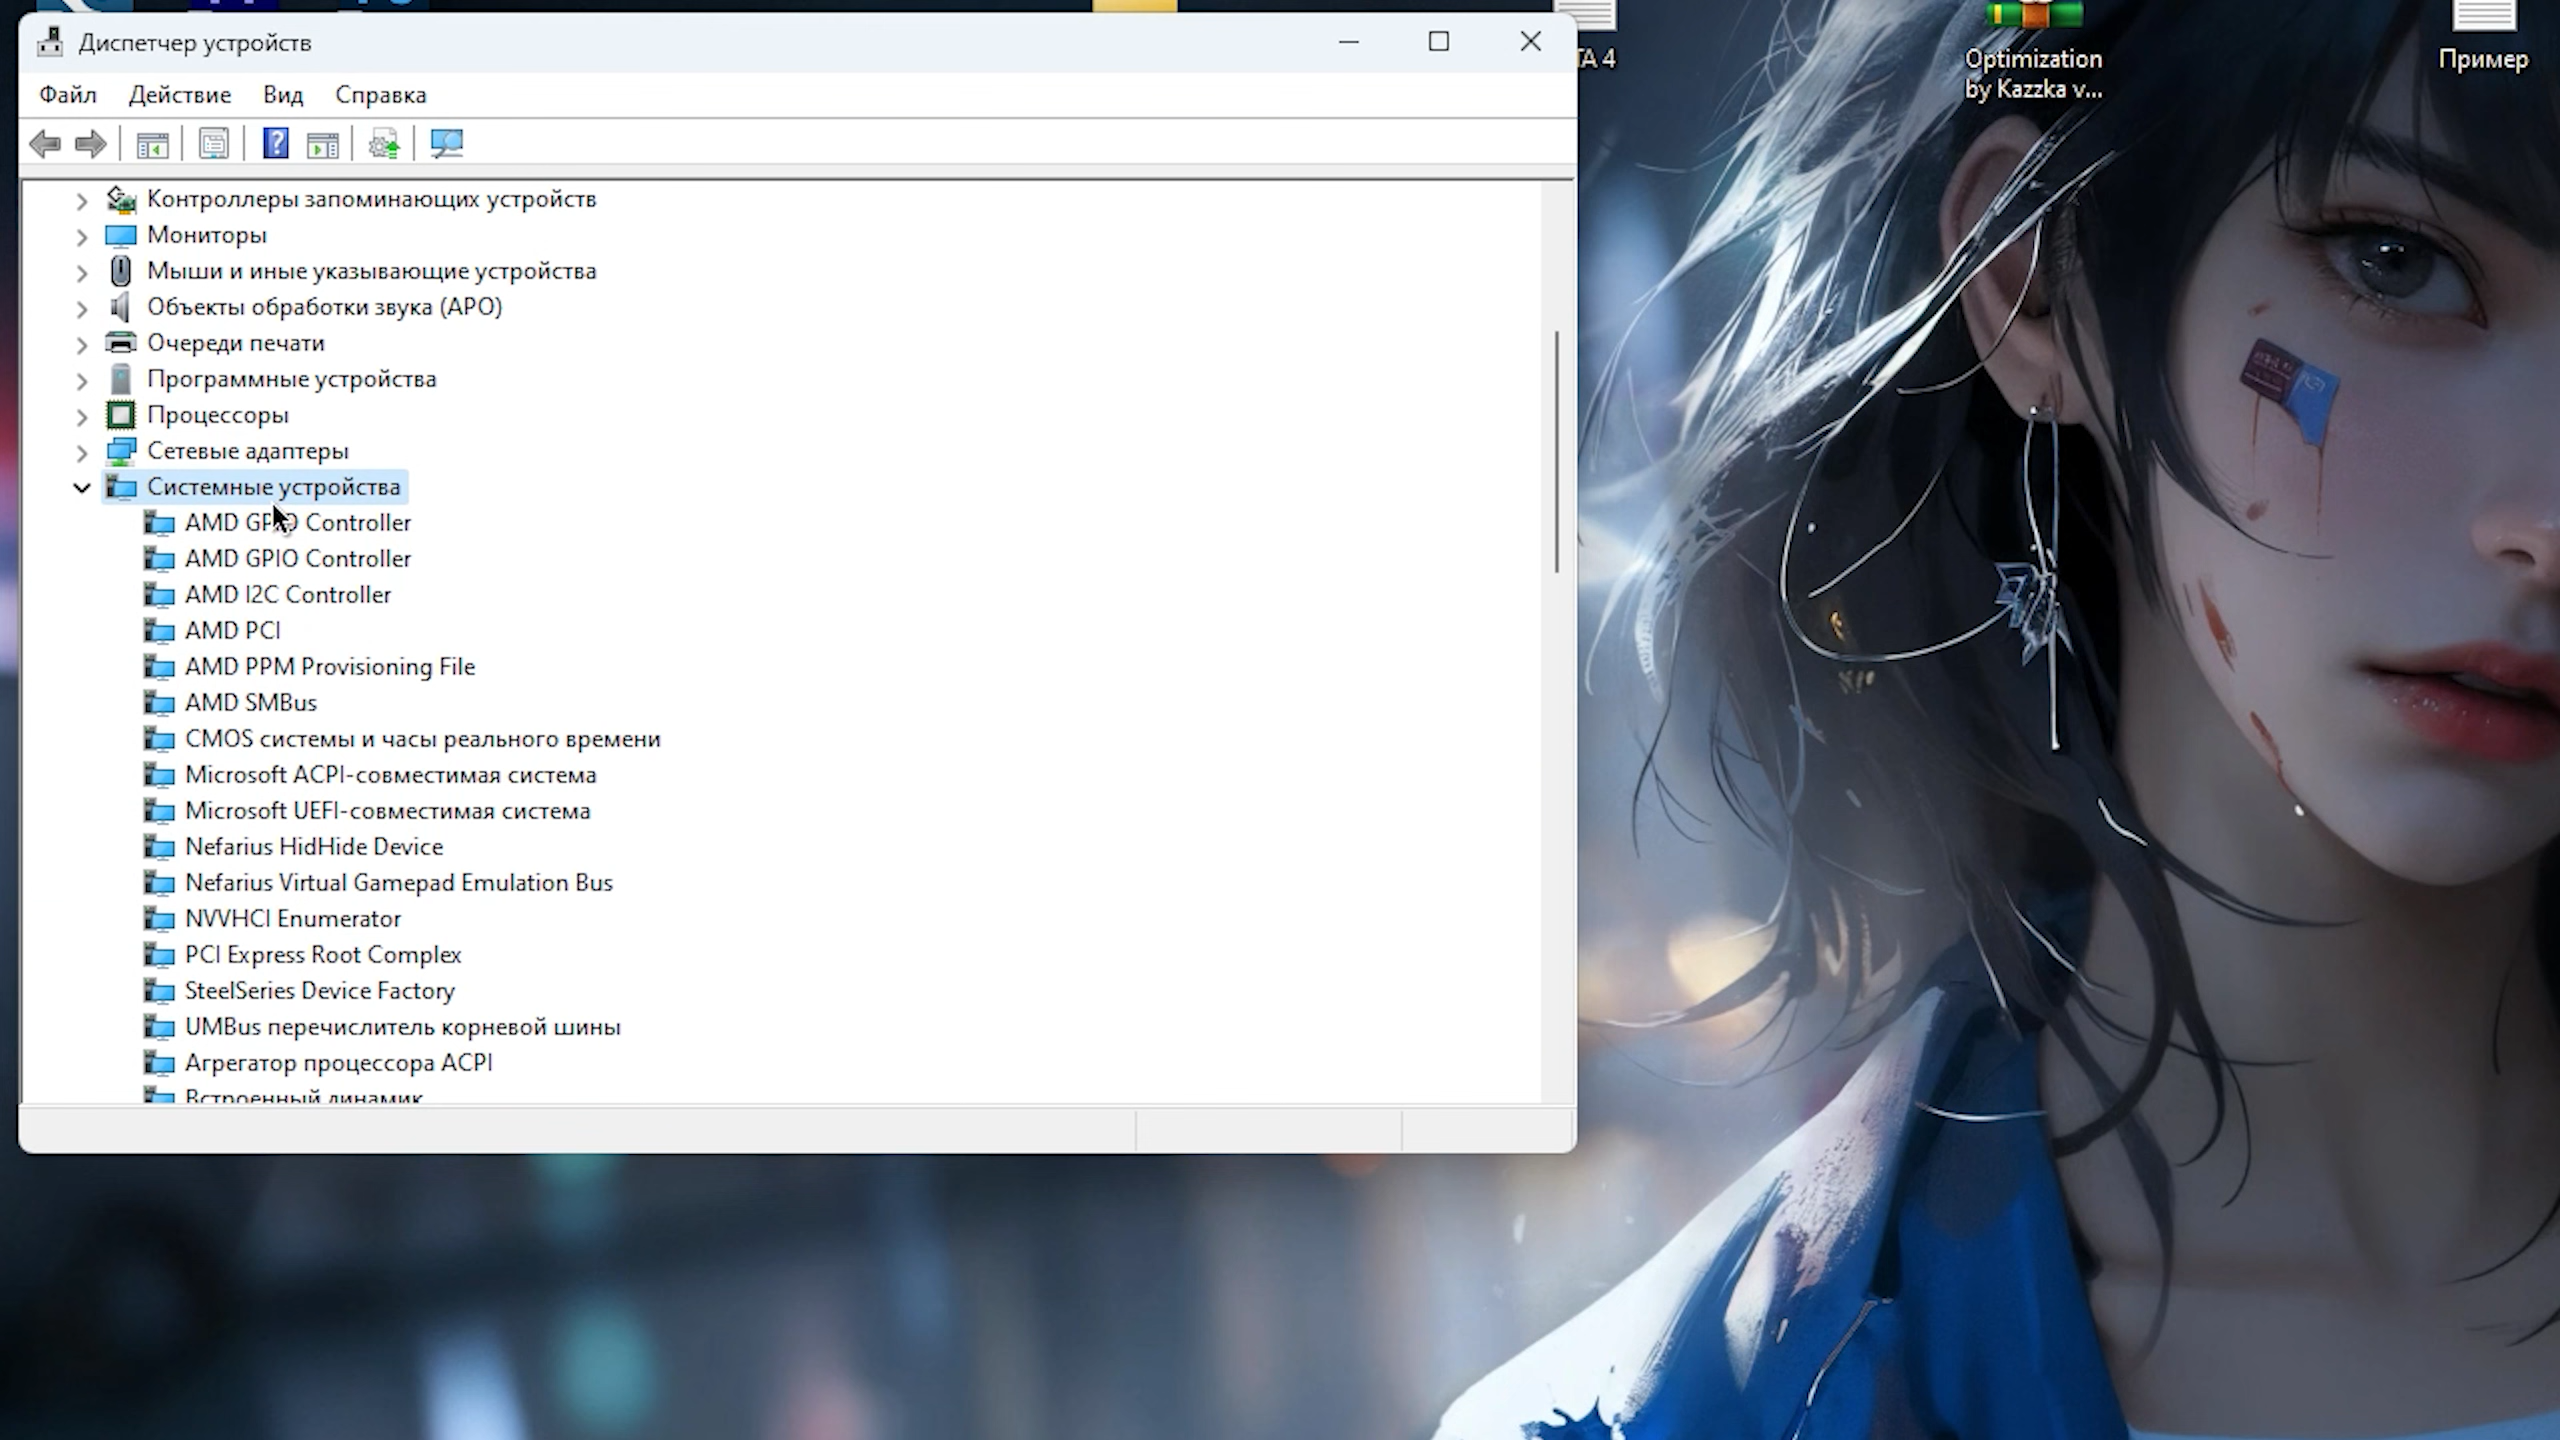 Диспетчер устройств
Файл Действие Вид Справка
Контроллеры запоминающих устройств
Мониторы
Мыши и иные указывающие устройства
Объекты обработки звука (APO)
Очереди печати
Программные устройства
Процессоры
Сетевые адаптеры
Системные устройства
AMD GPIO Controller
AMD GPIO Controller
AMD I2C Controller
AMD PCI
AMD PPM Provisioning File
AMD SMBus
CMOS системы и часы реального времени
Microsoft ACPI-совместимая система
Microsoft UEFI-совместимая система
Nefarius HidHide Device
Nefarius Virtual Gamepad Emulation Bus
NVVHCI Enumerator
PCI Express Root Complex
SteelSeries Device Factory
UMBus перечислитель корневой шины
Агрегатор процессора ACPI
Встроенный динамик
TA 4
Optimization
by Kazzka v...
Пример